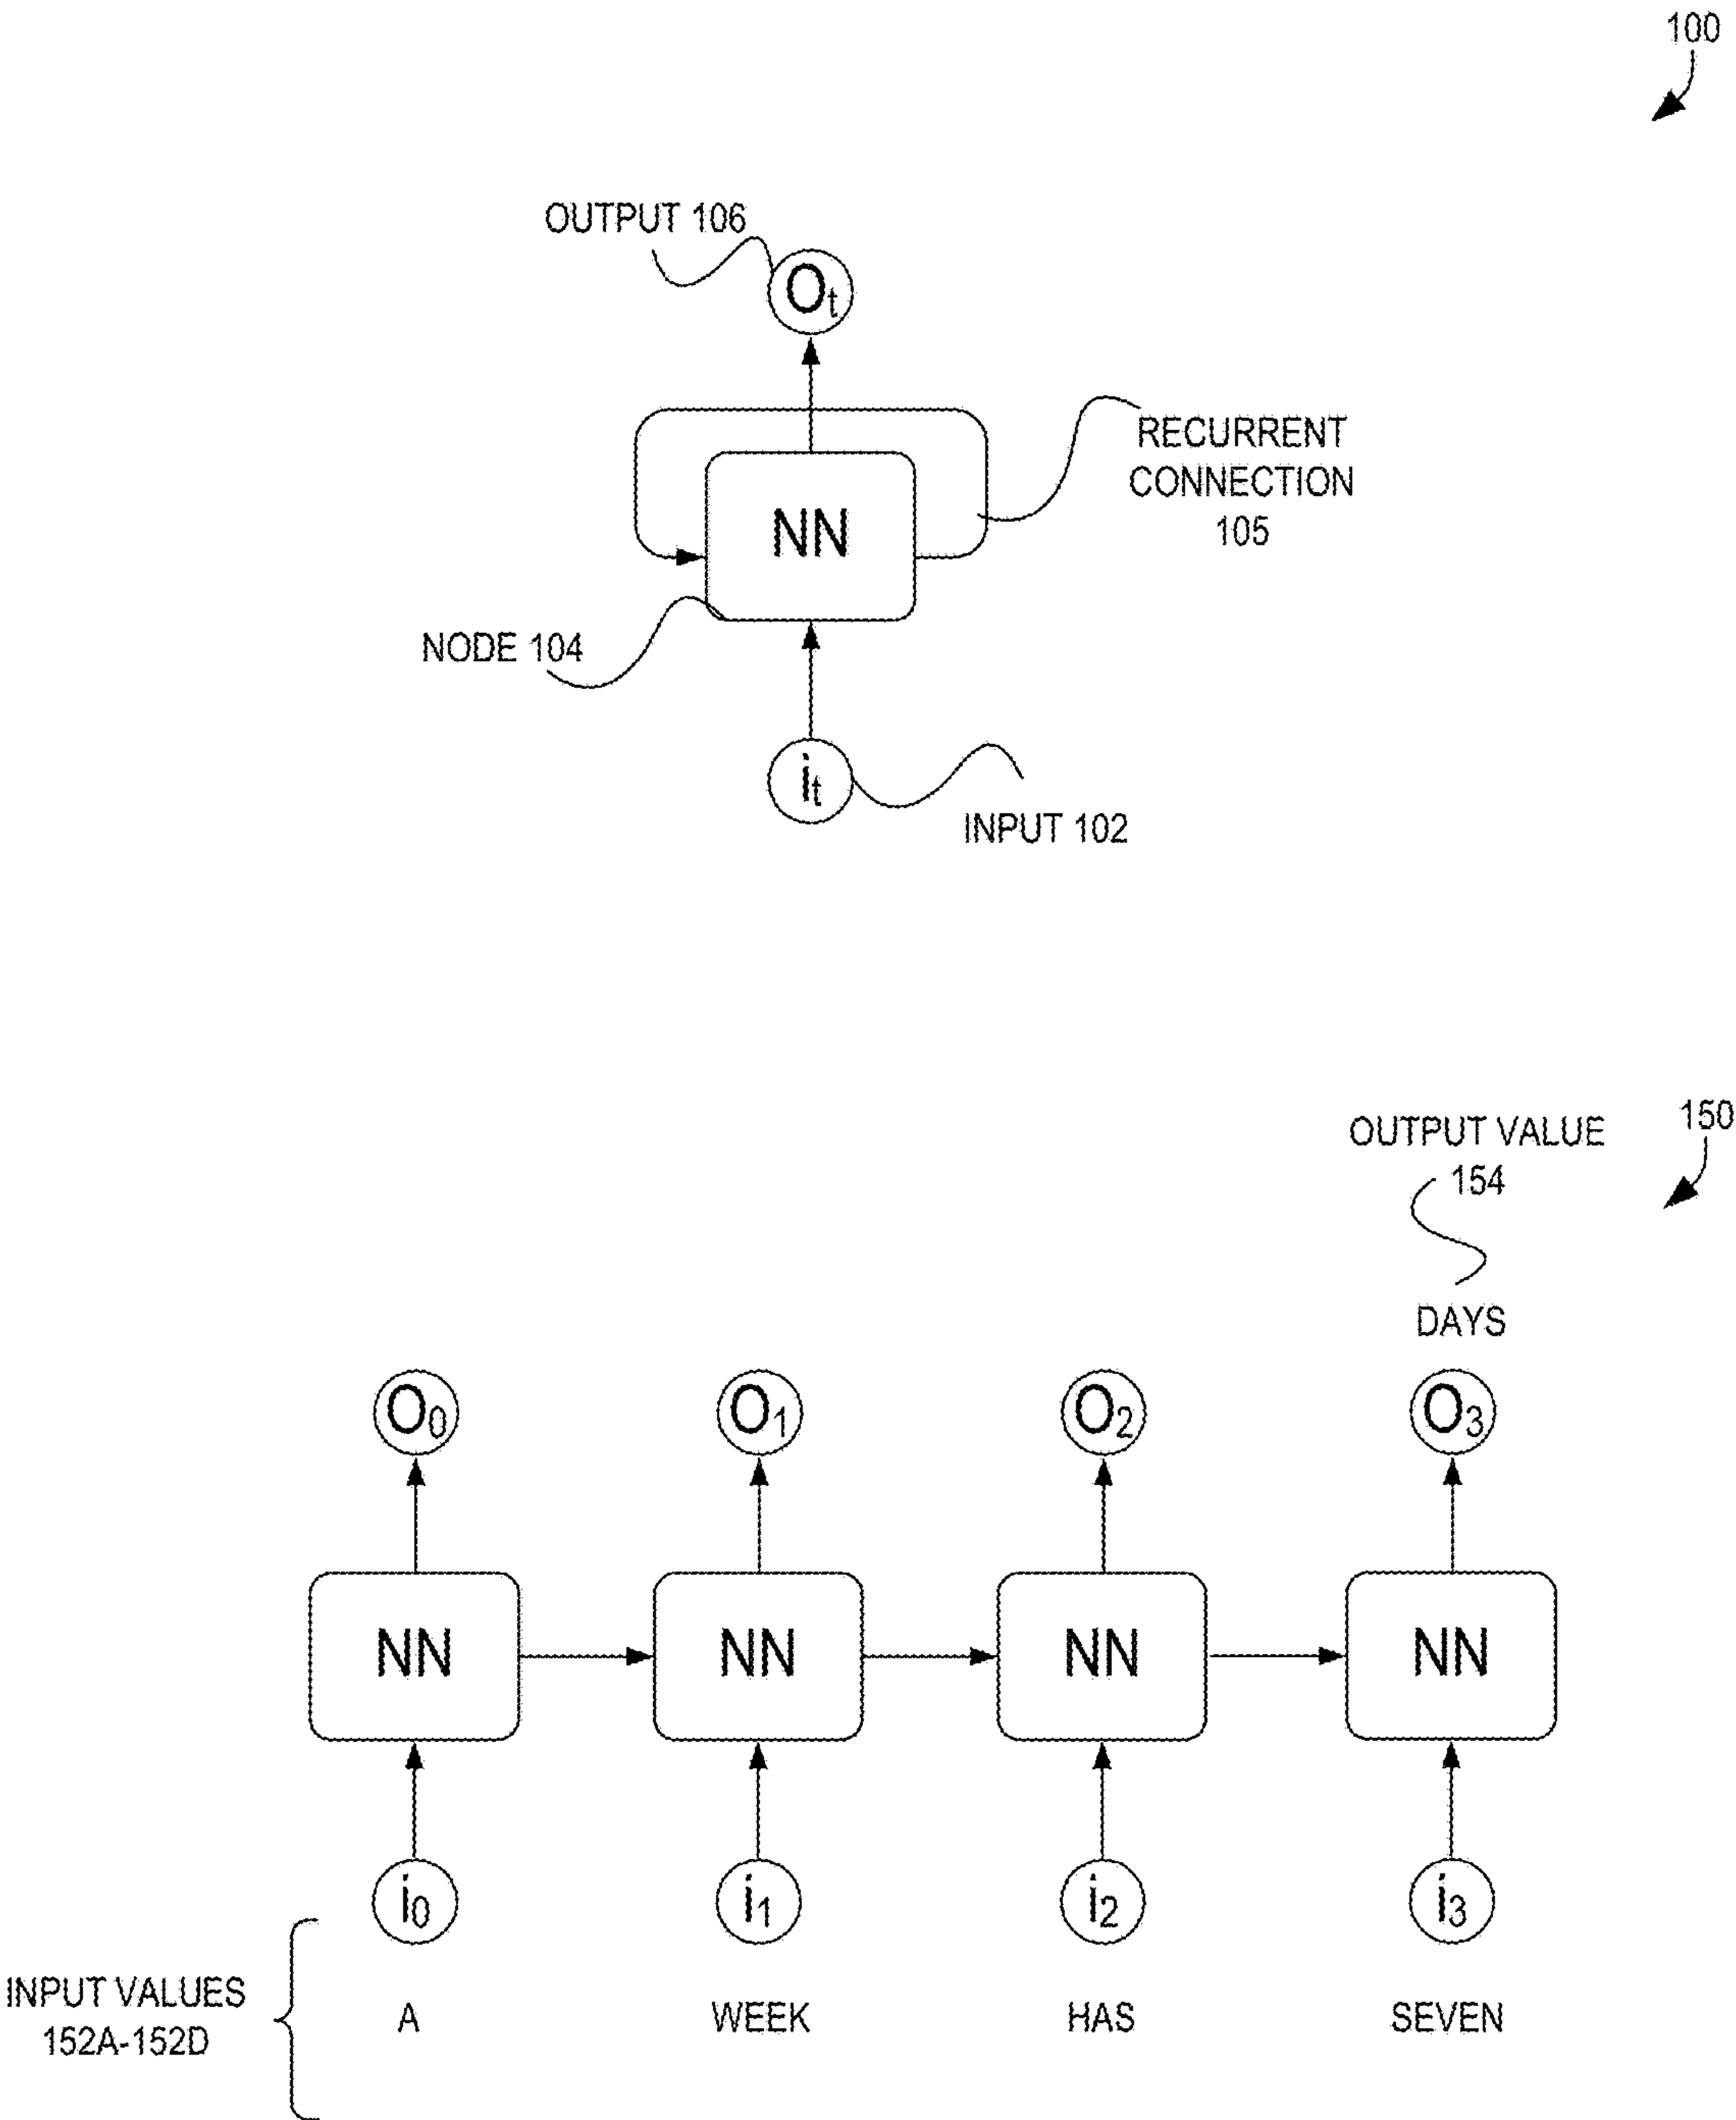 100
OUTPUT 106
Ot
RECURRENT
CONNECTION
105
NN
NODE 104
it
INPUT 102
150
OUTPUT VALUE
154
DAYS
O0 O1 O2 O3
NN NN NN NN
i0 i1 i2 i3
INPUT VALUES
152A-152D
A WEEK HAS SEVEN